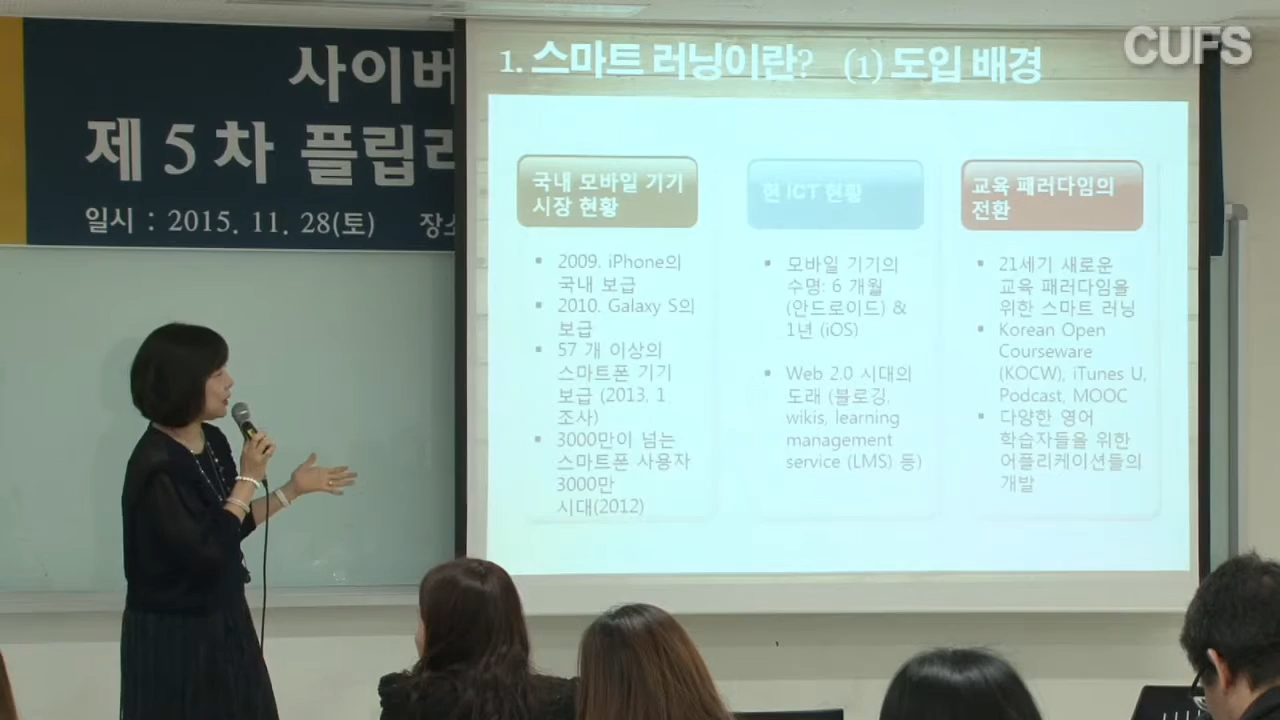 CUFS
사이버
제 5 차 플립러
일시 : 2015. 11. 28(토) 장소
1. 스마트 러닝이란? (1) 도입 배경
국내 모바일 기기
시장 현황
▪ 2009. iPhone의
국내 보급
▪ 2010. Galaxy S의
보급
▪ 57 개 이상의
스마트폰 기기
보급 (2013, 1
조사)
▪ 3000만이 넘는
스마트폰 사용자
3000만
시대(2012)
현 ICT 현황
▪ 모바일 기기의
수명: 6 개월
(안드로이드) &
1년 (iOS)
▪ Web 2.0 시대의
도래 (블로깅,
wikis, learning
management
service (LMS) 등)
교육 패러다임의
전환
▪ 21세기 새로운
교육 패러다임을
위한 스마트 러닝
▪ Korean Open
Courseware
(KOCW), iTunes U,
Podcast, MOOC
▪ 다양한 영어
학습자들을 위한
어플리케이션들의
개발